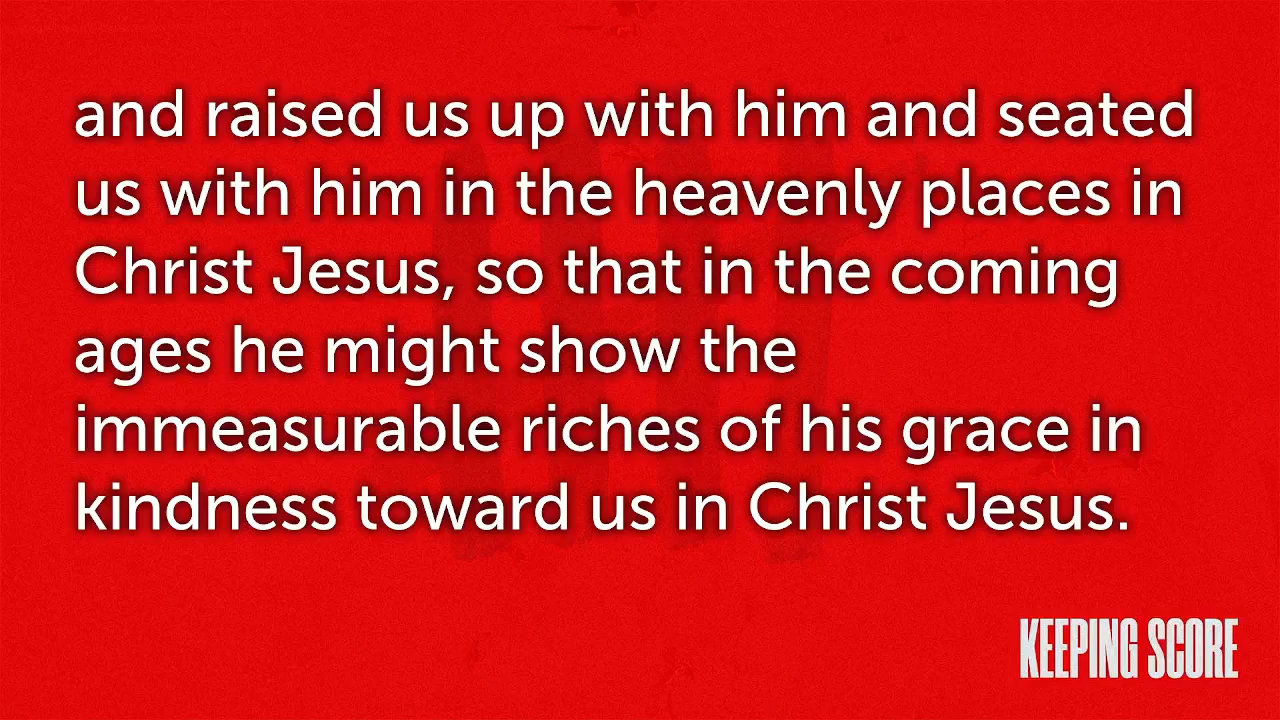 and raised us up with him and seated
us with him in the heavenly places in
Christ Jesus, so that in the coming
ages he might show the
immeasurable riches of his grace in
kindness toward us in Christ Jesus.
KEEPING SCORE